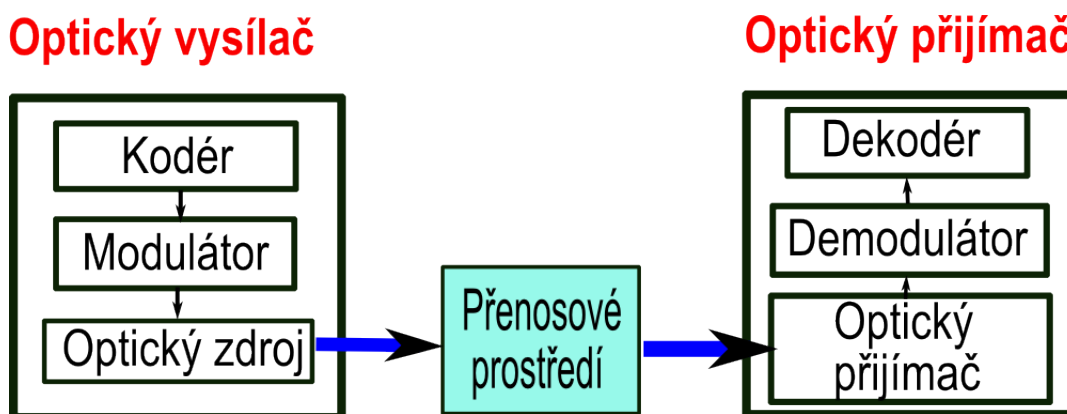 Optický vysílač
Optický přijímač
Kodér
Modulátor
Optický zdroj
Přenosové
prostředí
Dekodér
Demodulátor
Optický
přijímač